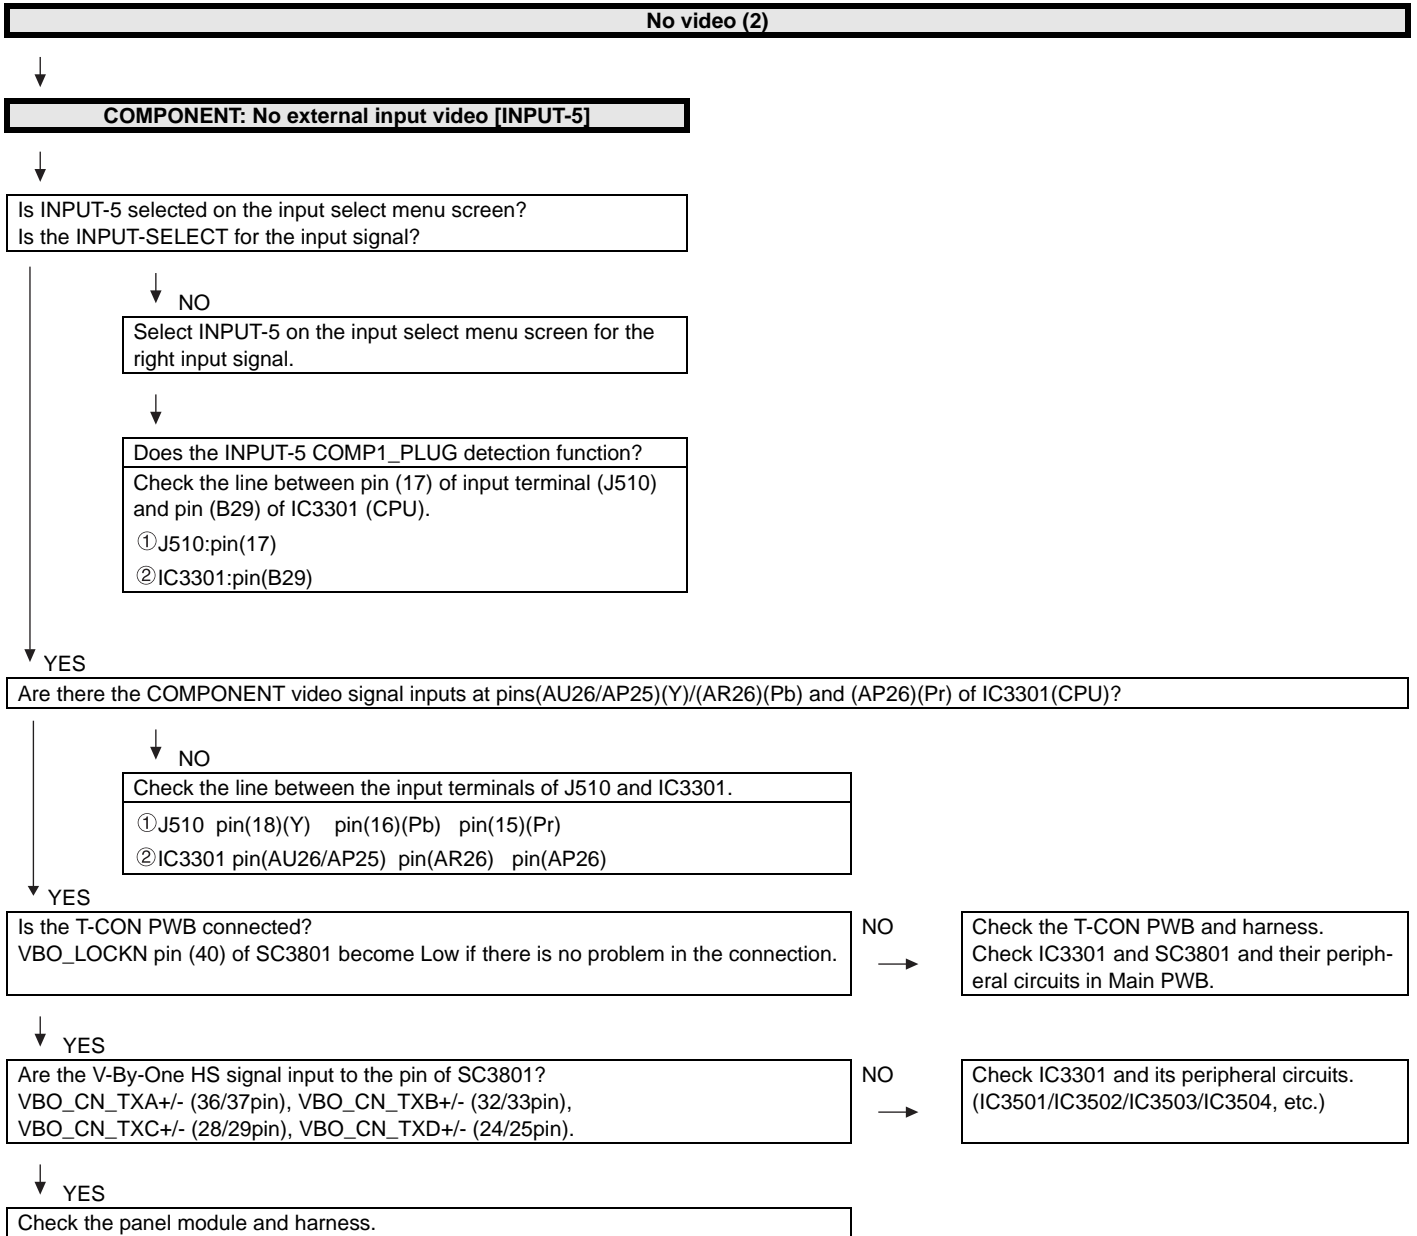 No video (2)
COMPONENT: No external input video [INPUT-5]
Is INPUT-5 selected on the input select menu screen?
Is the INPUT-SELECT for the input signal?
NO
Select INPUT-5 on the input select menu screen for the
right input signal.
Does the INPUT-5 COMP1_PLUG detection function?
Check the line between pin (17) of input terminal (J510)
and pin (B29) of IC3301 (CPU).
①J510:pin(17)
②IC3301:pin(B29)
YES
Are there the COMPONENT video signal inputs at pins(AU26/AP25)(Y)/(AR26)(Pb) and (AP26)(Pr) of IC3301(CPU)?
NO
Check the line between the input terminals of J510 and IC3301.
①J510 pin(18)(Y) pin(16)(Pb) pin(15)(Pr)
②IC3301 pin(AU26/AP25) pin(AR26) pin(AP26)
YES
Is the T-CON PWB connected?
VBO_LOCKN pin (40) of SC3801 become Low if there is no problem in the connection.
NO
Check the T-CON PWB and harness.
Check IC3301 and SC3801 and their periph-
eral circuits in Main PWB.
YES
Are the V-By-One HS signal input to the pin of SC3801?
VBO_CN_TXA+/- (36/37pin), VBO_CN_TXB+/- (32/33pin),
VBO_CN_TXC+/- (28/29pin), VBO_CN_TXD+/- (24/25pin).
NO
Check IC3301 and its peripheral circuits.
(IC3501/IC3502/IC3503/IC3504, etc.)
YES
Check the panel module and harness.